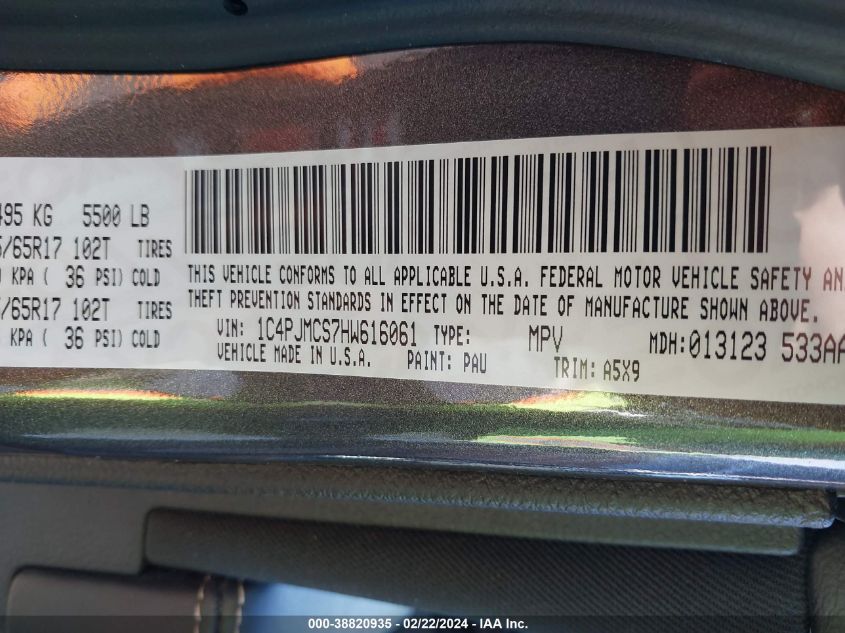 495 KG 5500 LB
/65R17 102T TIRES
KPA ( 36 PSI) COLD
/65R17 102T TIRES
KPA ( 36 PSI) COLD
THIS VEHICLE CONFORMS TO ALL APPLICABLE U.S.A. FEDERAL MOTOR VEHICLE SAFETY AN
THEFT PREVENTION STANDARDS IN EFFECT ON THE DATE OF MANUFACTURE SHOWN ABOVE.
VIN: 1C4PJMCS7HW616061 TYPE: MPV MDH:013123 533AA
VEHICLE MADE IN U.S.A. PAINT: PAU TRIM: A5X9
000-38820935 - 02/22/2024 - IAA Inc.